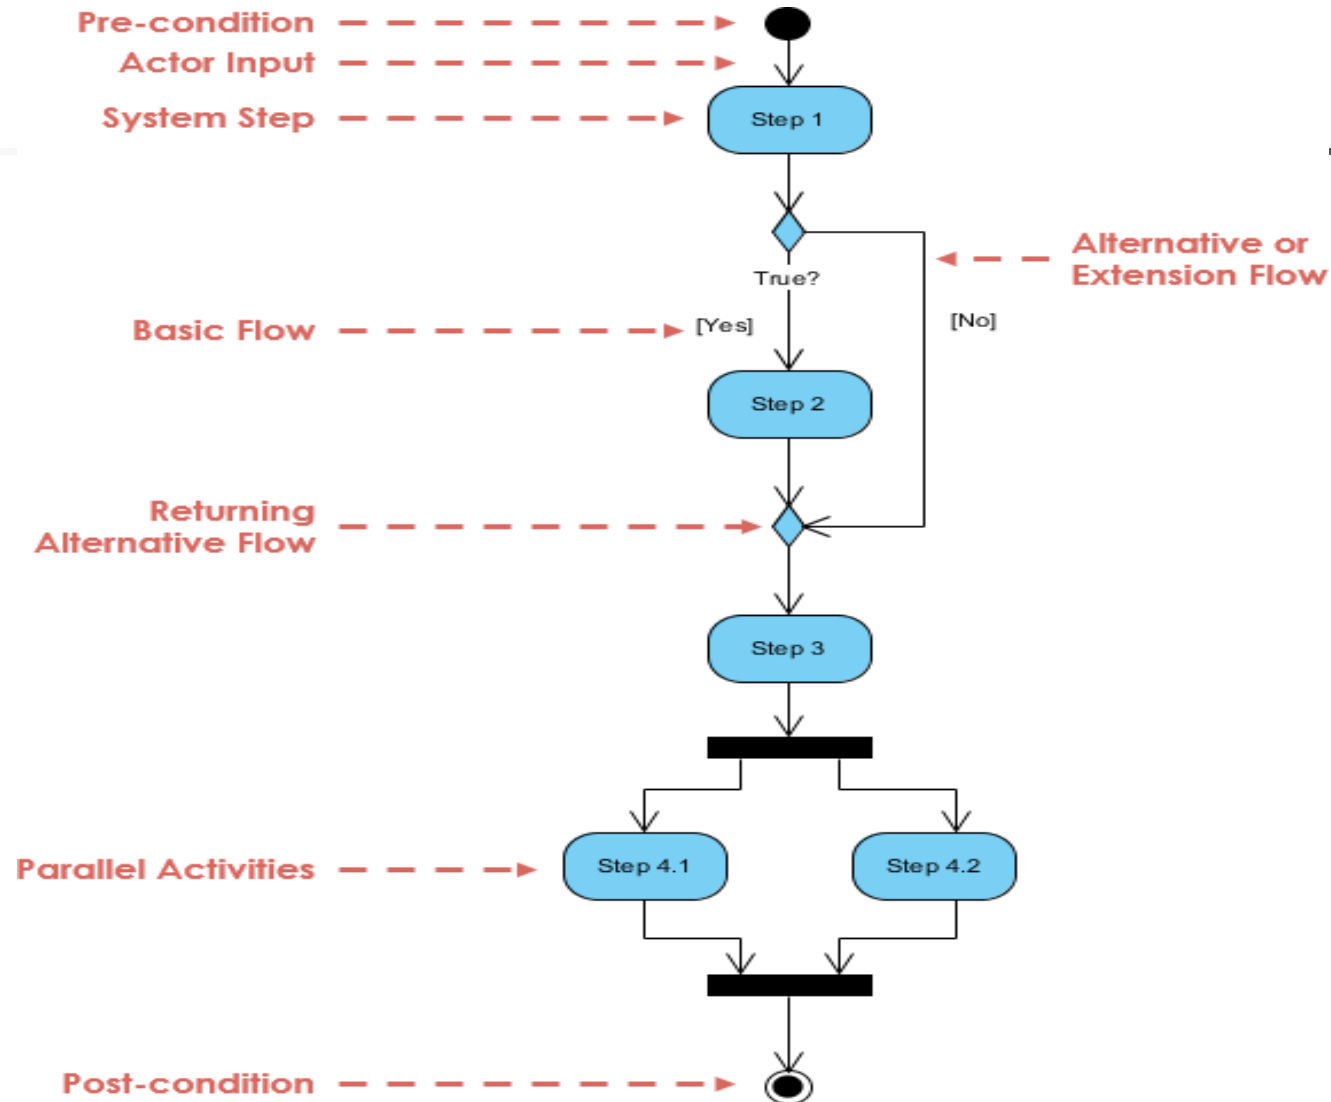 Pre-condition
Actor Input
System Step
Step 1
Alternative or
Extension Flow
True?
Basic Flow
[Yes]
[No]
Step 2
Returning
Alternative Flow
Step 3
Parallel Activities
Step 4.1
Step 4.2
Post-condition